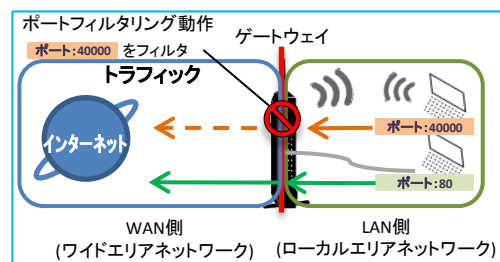 ポートフィルタリング動作
ポート:40000 をフィルタ
ゲートウェイ
トラフィック
インターネット
ポート:40000
ポート:80
WAN側
(ワイドエリアネットワーク)
LAN側
(ローカルエリアネットワーク)